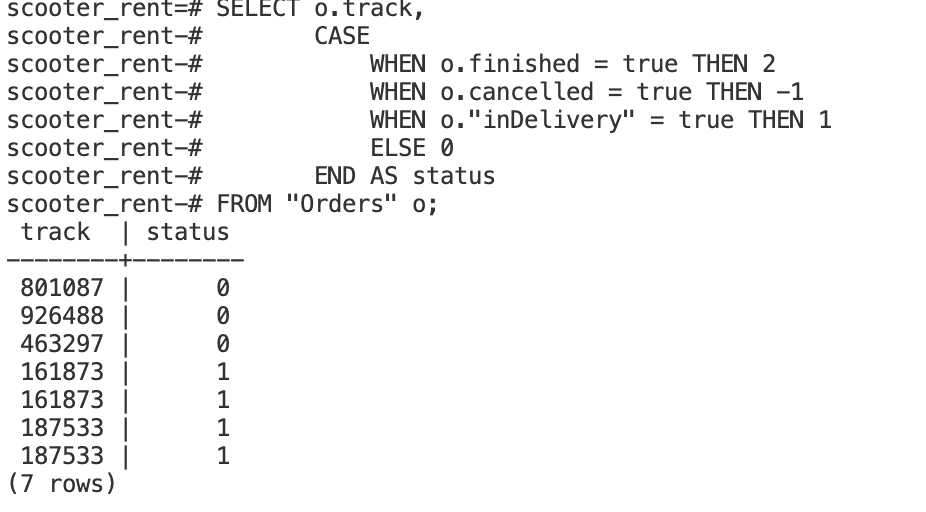 scooter_rent=# SELECT o.track,
scooter_rent-#        CASE
scooter_rent-#            WHEN o.finished = true THEN 2
scooter_rent-#            WHEN o.cancelled = true THEN -1
scooter_rent-#            WHEN o."inDelivery" = true THEN 1
scooter_rent-#            ELSE 0
scooter_rent-#        END AS status
scooter_rent-# FROM "Orders" o;
 track  | status
--------+--------
 801087 |      0
 926488 |      0
 463297 |      0
 161873 |      1
 161873 |      1
 187533 |      1
 187533 |      1
(7 rows)